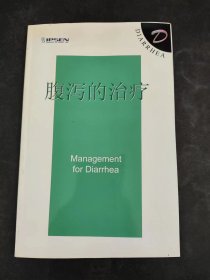 IPSEN
DIARRHEA
D
腹泻的治疗
Management
for Diarrhea